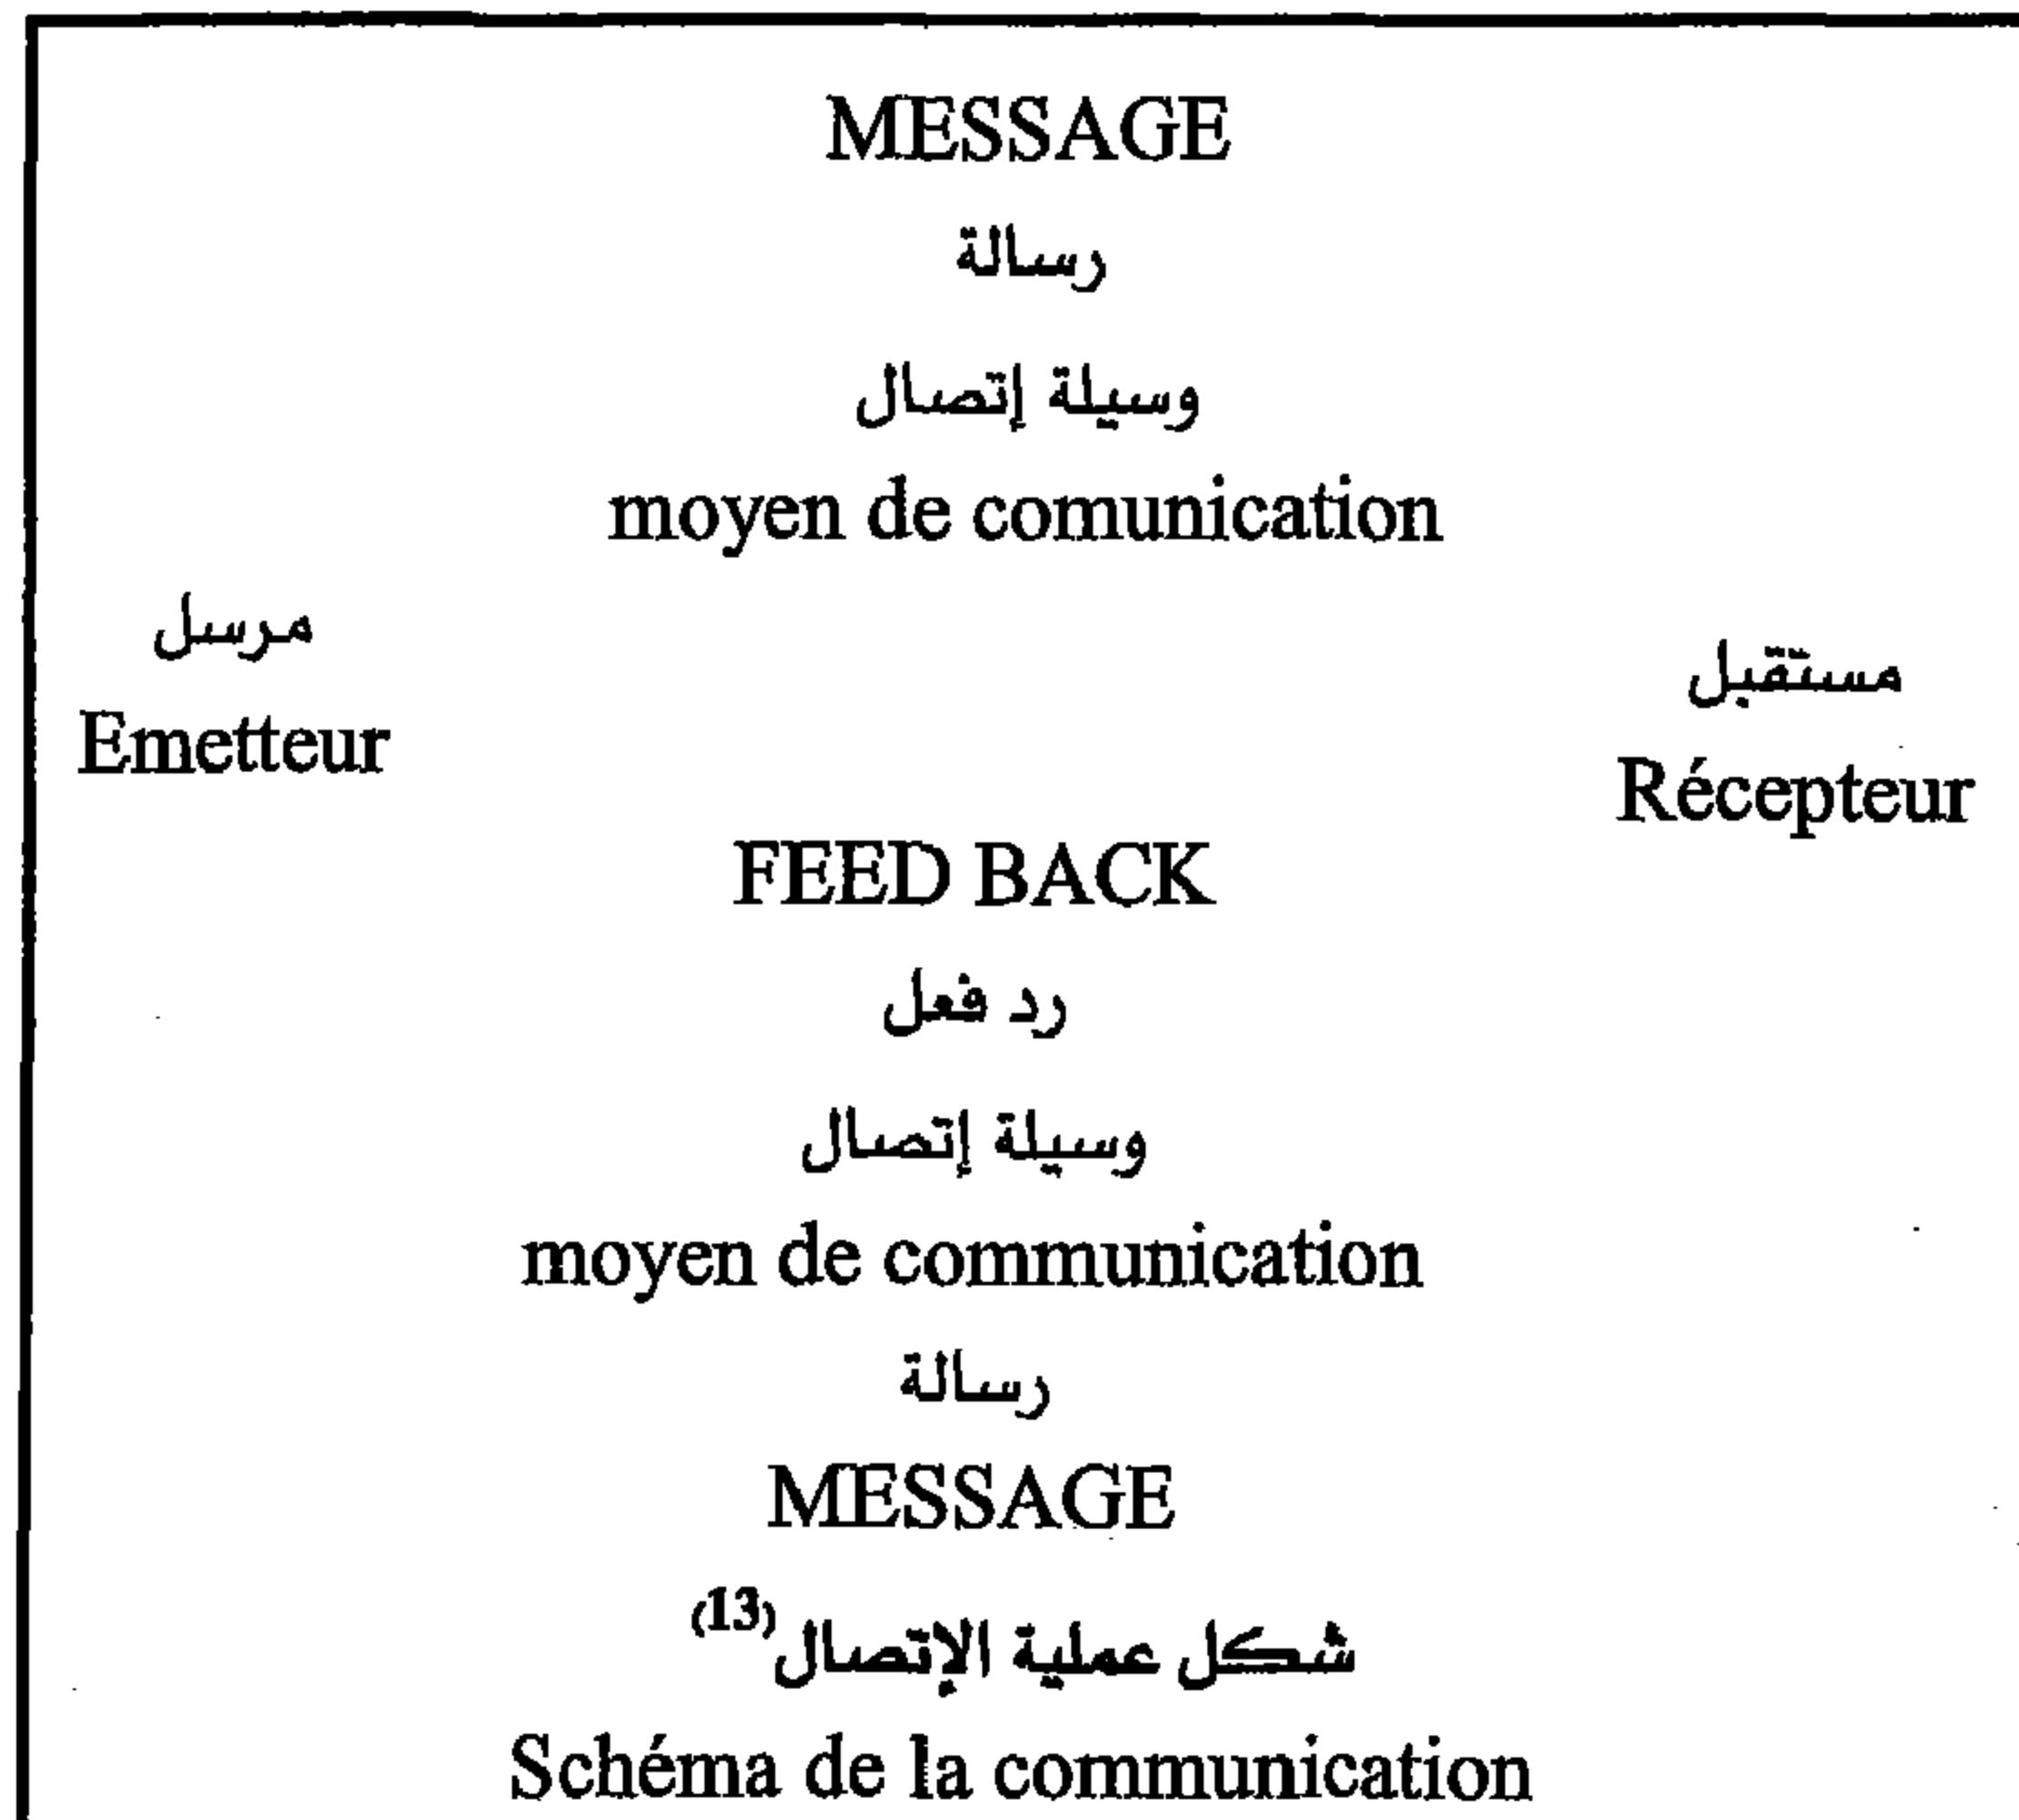 MESSAGE
رسالة
وسيلة إتصال
moyen de comunication
مرسل
Emetteur
مستقبل
Récepteur
FEED BACK
رد فعل
وسيلة إتصال
moyen de communication
رسالة
MESSAGE
شكل عملية الإتصال(13)
Schéma de la communication